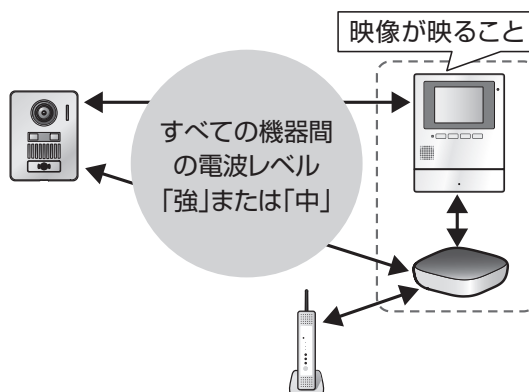 映像が映ること
すべての機器間
の電波レベル
「強」または「中」